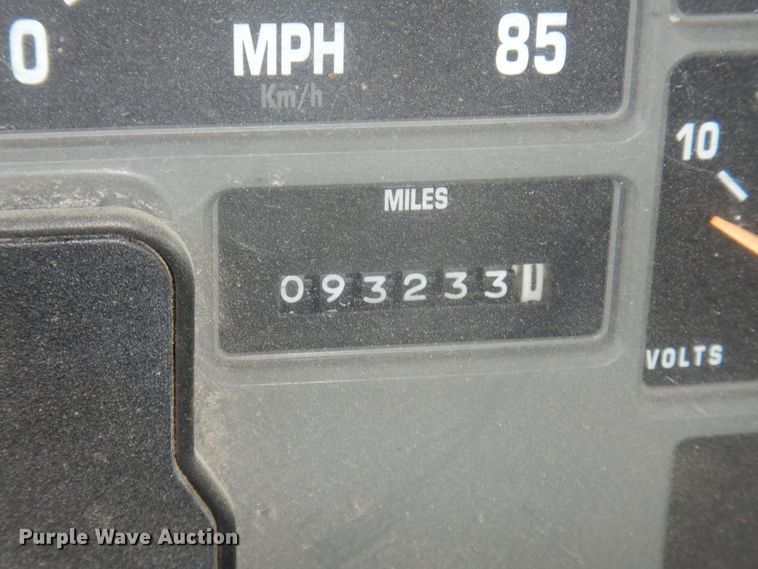 0 MPH 85
Km/h
10
MILES
093233
VOLTS
Purple Wave Auction®